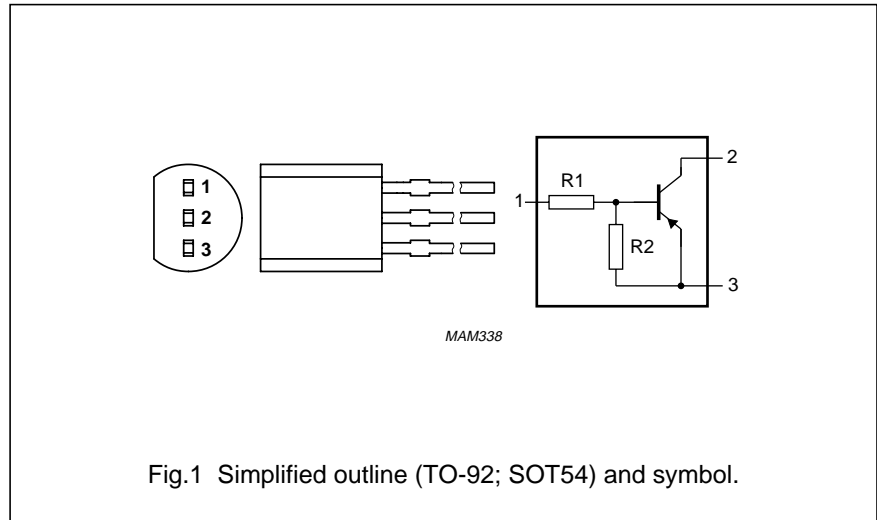 1
2
3
1
R1
R2
2
3
MAM338
Fig.1 Simplified outline (TO-92; SOT54) and symbol.